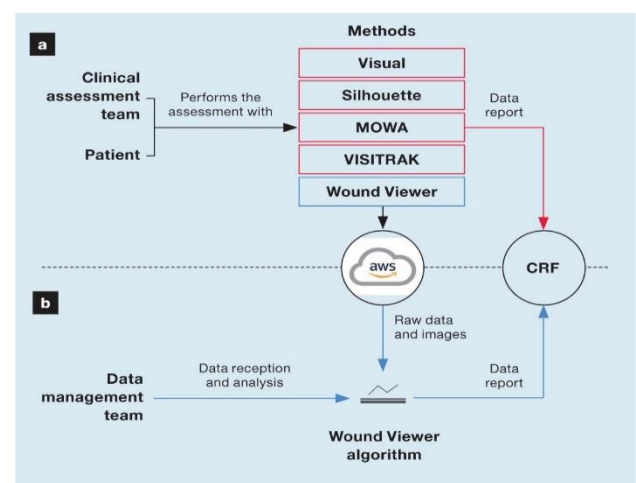 a
Methods
Visual
Silhouette
MOWA
VISITRAK
Wound Viewer
Clinical
assessment
team
Patient
Performs the
assessment with
Data
report
aws
CRF
b
Raw data
and images
Data
management
team
Data reception
and analysis
Wound Viewer
algorithm
Data
report